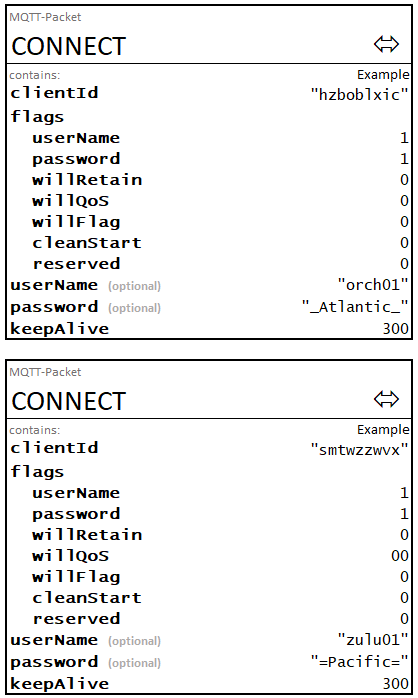 MQTT-Packet
CONNECT ⬄
contains: Example
clientId "hzboblxic"
flags
userName 1
password 1
willRetain 0
willQoS 0
willFlag 0
cleanStart 0
reserved 0
userName (optional) "orch01"
password (optional) "_Atlantic_"
keepAlive 300
MQTT-Packet
CONNECT ⬄
contains: Example
clientId "smtwzzwvx"
flags
userName 1
password 1
willRetain 0
willQoS 00
willFlag 0
cleanStart 0
reserved 0
userName (optional) "zulu01"
password (optional) "=Pacific="
keepAlive 300